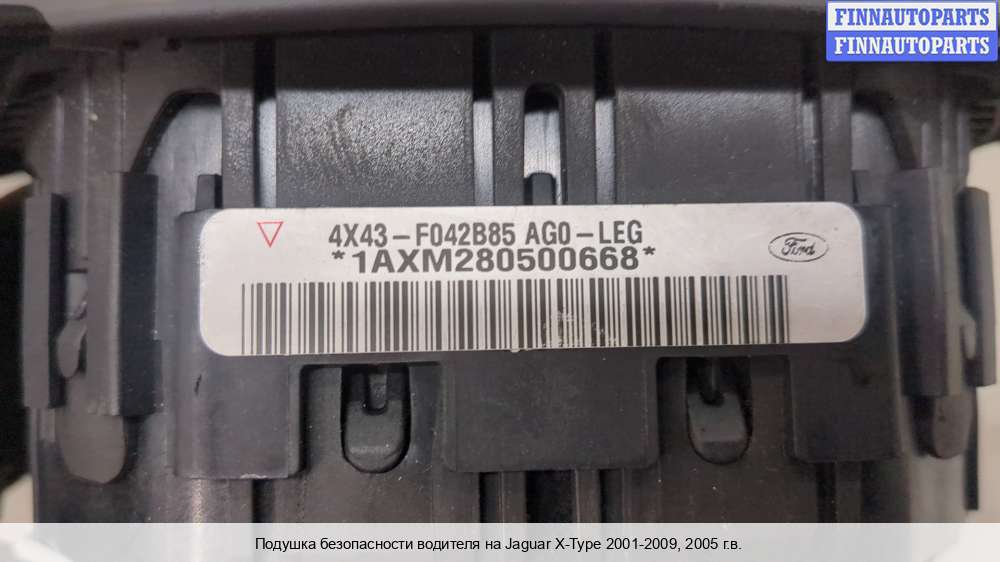 FINNAUTOPARTS
FINNAUTOPARTS
4X43-F042B85 AG0-LEG
*1AXM280500668*
Ford
Подушка безопасности водителя на Jaguar X-Type 2001-2009, 2005 г.в.